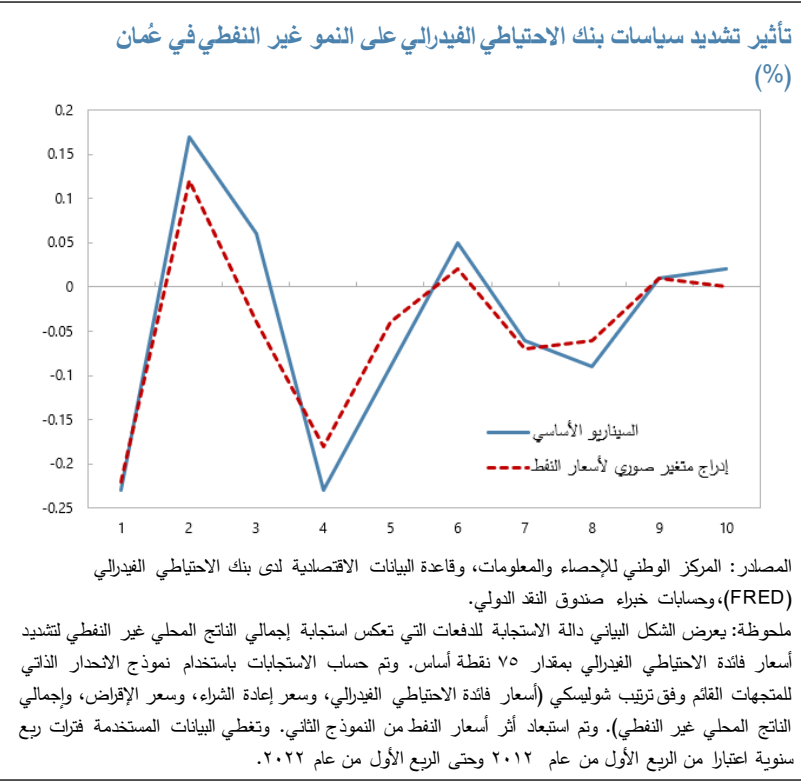 تأثير تشديد سياسات بنك الاحتياطي الفيدرالي على النمو غير النفطي في عُمان
(%)
0.2
0.15
0.1
0.05
0
-0.05
-0.1
-0.15
-0.2
-0.25
السيناريو الأساسي
إدراج متغير صوري لأسعار النفط
1 2 3 4 5 6 7 8 9 10
المصادر: المركز الوطني للإحصاء والمعلومات، وقاعدة البيانات الاقتصادية لدى بنك الاحتياطي الفيدرالي
(FRED)، وحسابات خبراء صندوق النقد الدولي.
ملحوظة: يعرض الشكل البياني دالة الاستجابة للدفعات التي تعكس استجابة إجمالي الناتج المحلي غير النفطي لتشديد
أسعار فائدة الاحتياطي الفيدرالي بمقدار ٧٥ نقطة أساس. وتم حساب الاستجابات باستخدام نموذج الانحدار الذاتي
للمتجهات القائم وفق ترتيب شوليسكي (أسعار فائدة الاحتياطي الفيدرالي، وسعر إعادة الشراء، وسعر الإقراض، وإجمالي
الناتج المحلي غير النفطي). وتم استبعاد أثر أسعار النفط من النموذج الثاني. وتغطي البيانات المستخدمة فترات ربع
سنوية اعتبارا من الربع الأول من عام ٢٠١٢ وحتى الربع الأول من عام ٢٠٢٢.